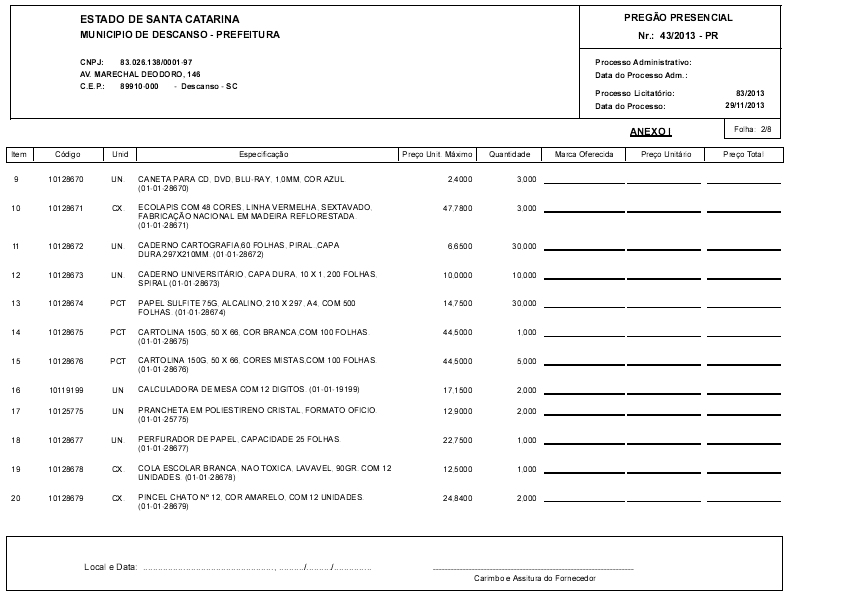 ESTADO DE SANTA CATARINA
MUNICIPIO DE DESCANSO - PREFEITURA
CNPJ: 83.026.138/0001-97
AV. MARECHAL DEODORO, 146
C.E.P.: 89910-000 - Descanso - SC
PREGÃO PRESENCIAL
Nr.: 43/2013 - PR
Processo Administrativo:
Data do Processo Adm.:
Processo Licitatório: 83/2013
Data do Processo: 29/11/2013
ANEXO I
Folha: 2/8
Item Código Unid Especificação Preço Unit. Máximo Quantidade Marca Oferecida Preço Unitário Preço Total
9 10128670 UN. CANETA PARA CD, DVD, BLU-RAY, 1,0MM, COR AZUL. 2,4000 3,000
(01-01-28670)
10 10128671 CX. ECOLAPIS COM 48 CORES, LINHA VERMELHA, SEXTAVADO, 47,7800 3,000
FABRICAÇÃO NACIONAL EM MADEIRA REFLORESTADA.
(01-01-28671)
11 10128672 UN. CADERNO CARTOGRAFIA 60 FOLHAS, PIRAL ,CAPA 6,6500 30,000
DURA,297X210MM. (01-01-28672)
12 10128673 UN. CADERNO UNIVERSITÁRIO, CAPA DURA, 10 X 1, 200 FOLHAS, 10,0000 10,000
SPIRAL (01-01-28673)
13 10128674 PCT PAPEL SULFITE 75G, ALCALINO, 210 X 297, A4, COM 500 14,7500 30,000
FOLHAS. (01-01-28674)
14 10128675 PCT CARTOLINA 150G, 50 X 66, COR BRANCA,COM 100 FOLHAS. 44,5000 1,000
(01-01-28675)
15 10128676 PCT CARTOLINA 150G, 50 X 66, CORES MISTAS,COM 100 FOLHAS. 44,5000 5,000
(01-01-28676)
16 10119199 UN CALCULADORA DE MESA COM 12 DIGITOS. (01-01-19199) 17,1500 2,000
17 10125775 UN. PRANCHETA EM POLIESTIRENO CRISTAL, FORMATO OFICIO. 12,9000 2,000
(01-01-25775)
18 10128677 UN. PERFURADOR DE PAPEL, CAPACIDADE 25 FOLHAS. 22,7500 1,000
(01-01-28677)
19 10128678 CX. COLA ESCOLAR BRANCA, NAO TOXICA, LAVAVEL, 90GR. COM 12 12,5000 1,000
UNIDADES. (01-01-28678)
20 10128679 CX. PINCEL CHATO Nº 12, COR AMARELO, COM 12 UNIDADES. 24,8400 2,000
(01-01-28679)
Local e Data: ............................................, ........./........./.............
Carimbo e Assitura do Fornecedor